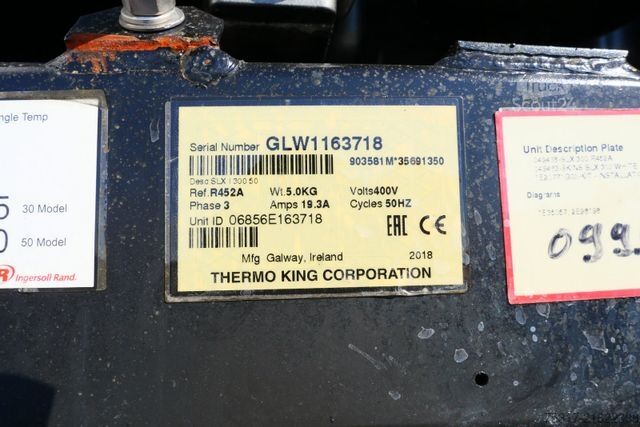 Truck
Scout24
ngle Temp
5 30 Model
0 50 Model
Ingersoll Rand.
Serial Number GLW1163718
903581M*35691350
Desc SLX I 300 50
Ref.R452A Wt.5.0KG Volts400V
Phase 3 Amps 19.3A Cycles 50HZ
Unit ID 06856E163718
EAC CE
Mfg Galway, Ireland 2018
THERMO KING CORPORATION
Unit Description Plate
Diagrams
099